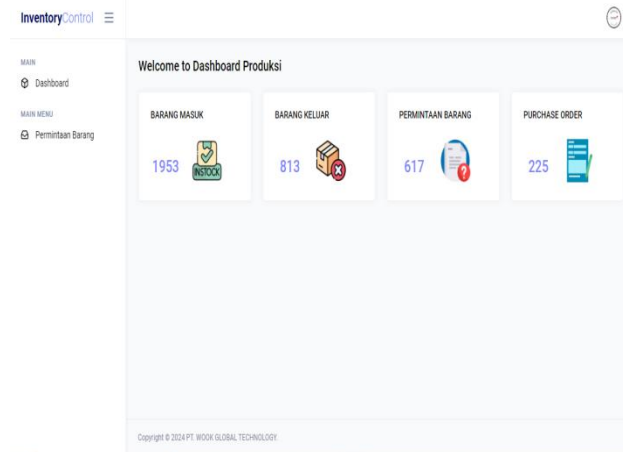 InventoryControl
MAIN
Dashboard
MAIN MENU
Permintaan Barang
Welcome to Dashboard Produksi
BARANG MASUK
1953
INSTOCK
BARANG KELUAR
813
PERMINTAAN BARANG
617
?
PURCHASE ORDER
225
Copyright © 2024 PT. WOOK GLOBAL TECHNOLOGY.